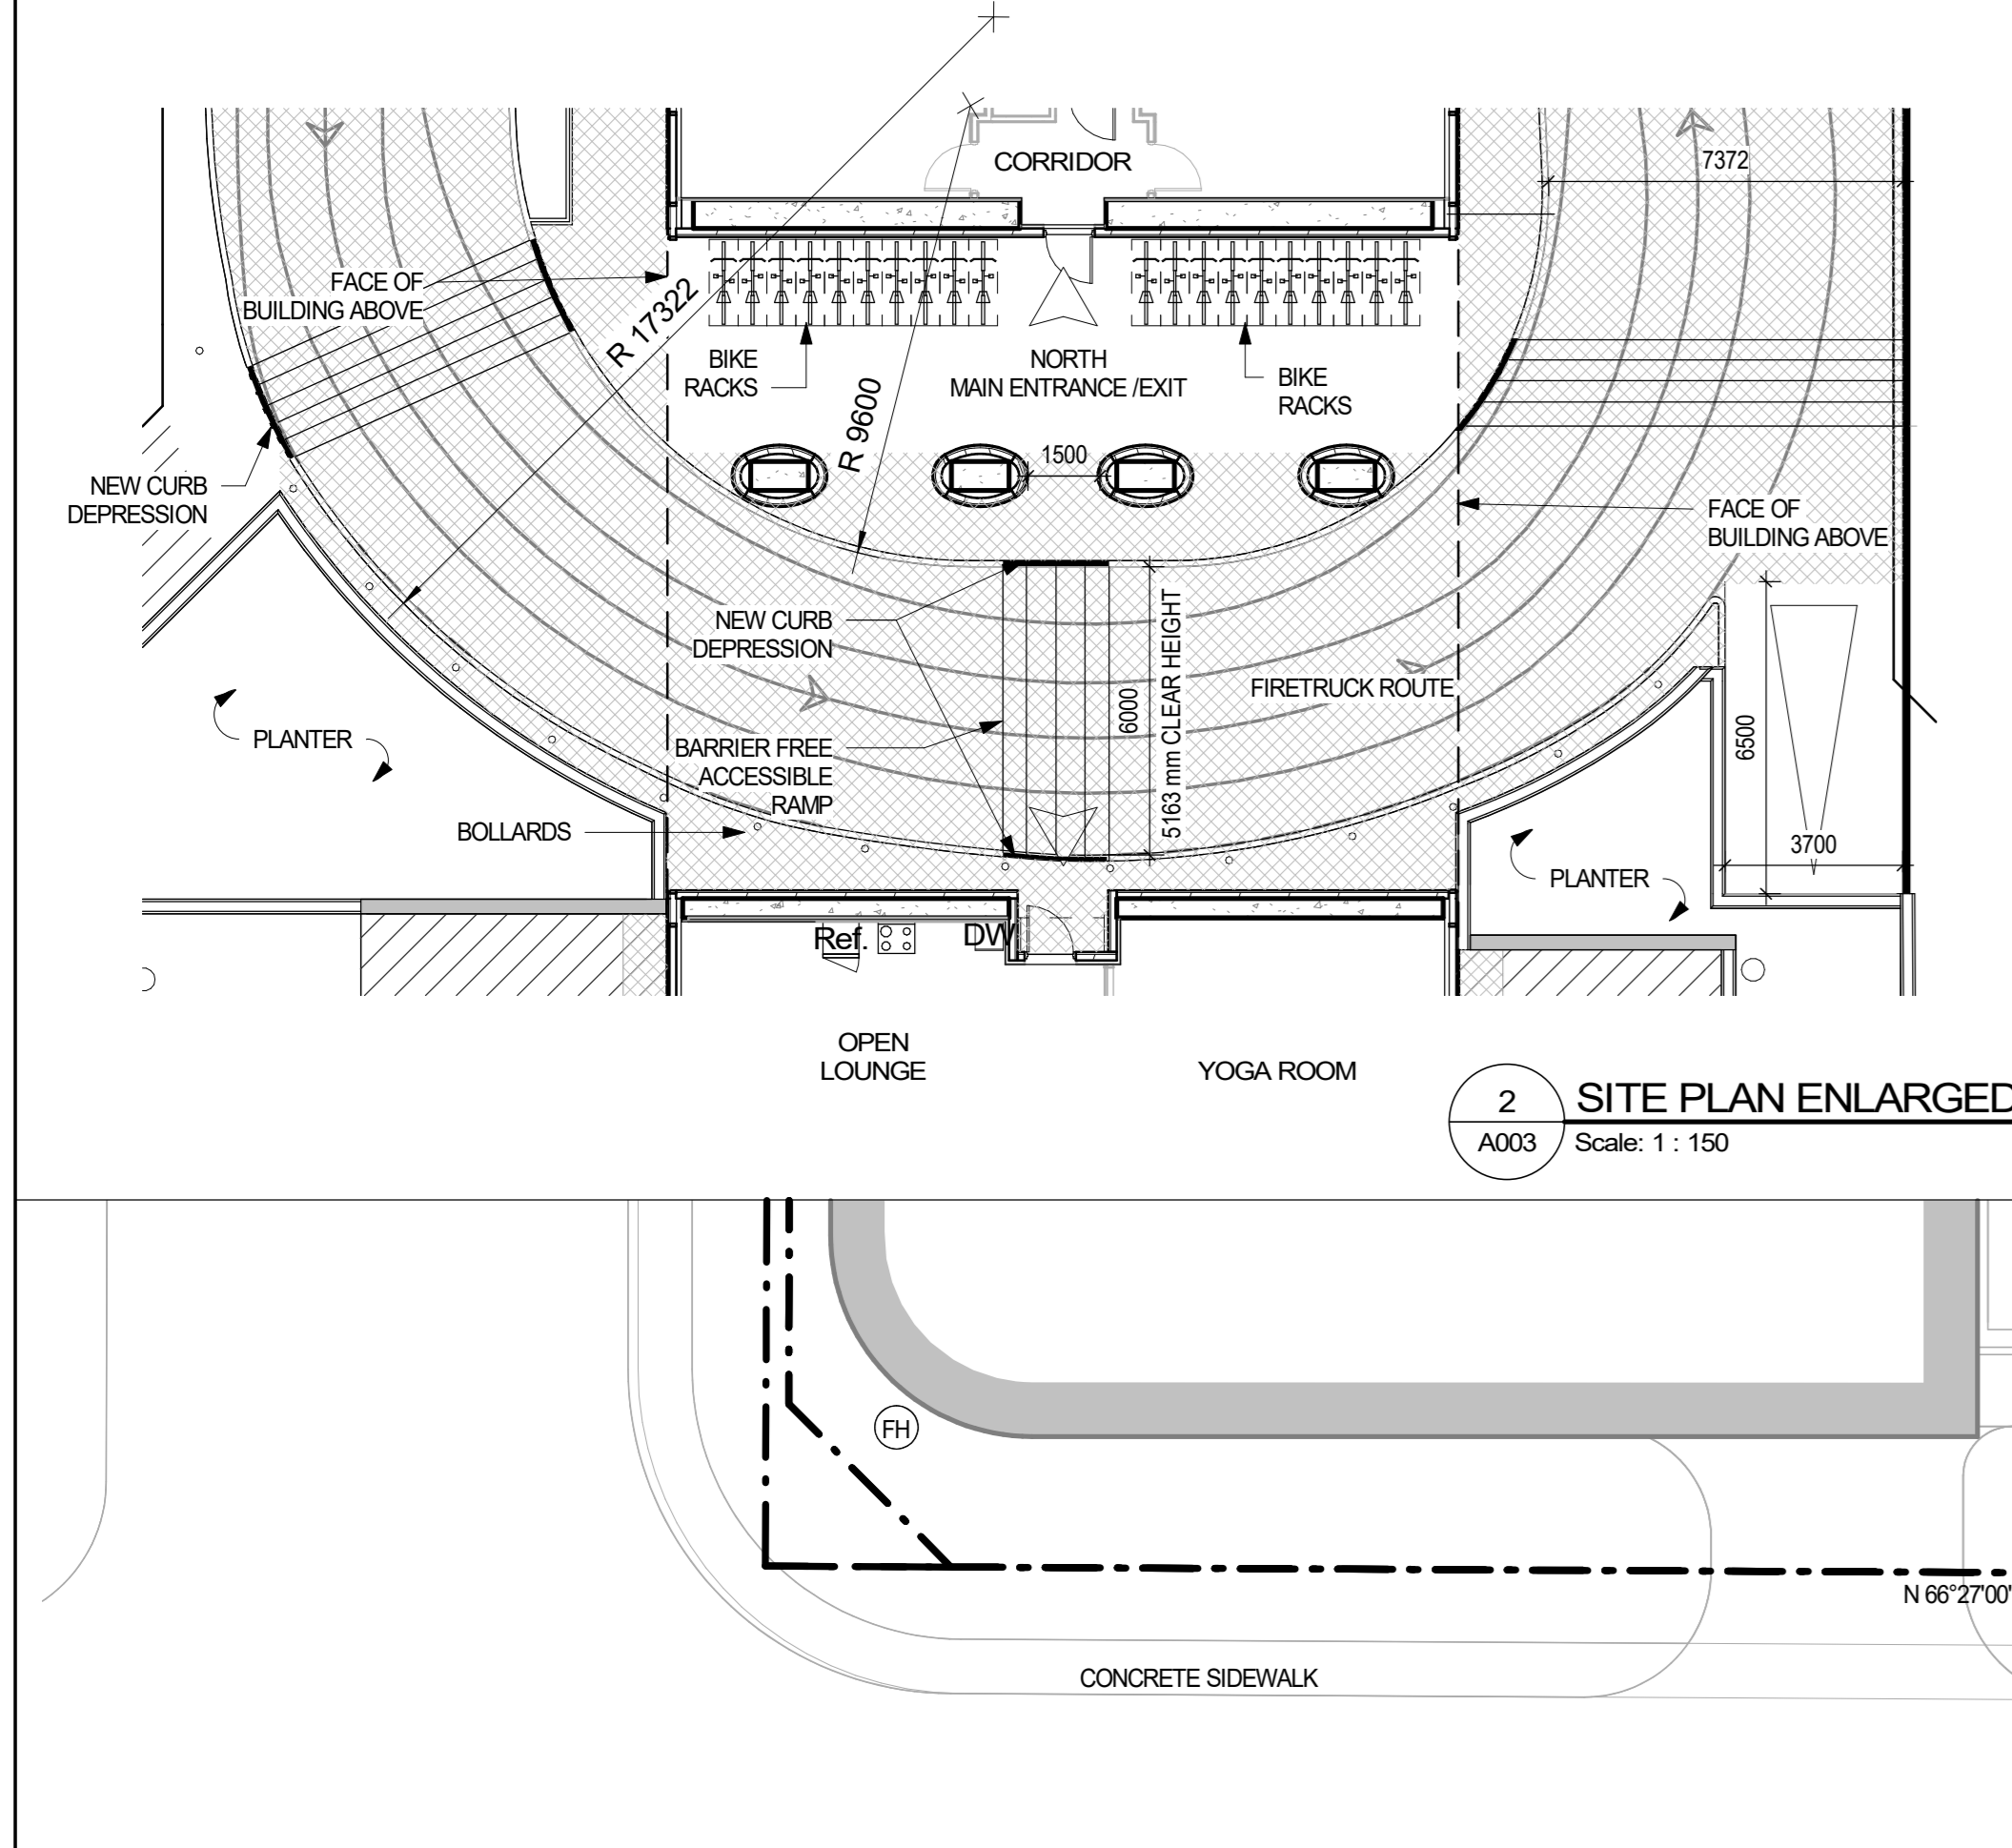 CORRIDOR
7372
FACE OF
BUILDING ABOVE
R 17322
BIKE
RACKS
NORTH
MAIN ENTRANCE /EXIT
BIKE
RACKS
R 9600
1500
NEW CURB
DEPRESSION
FACE OF
BUILDING ABOVE
NEW CURB
DEPRESSION
6000
5163 mm CLEAR HEIGHT
FIRETRUCK ROUTE
6500
PLANTER
BARRIER FREE
ACCESSIBLE
RAMP
BOLLARDS
3700
PLANTER
Ref.
DW
OPEN
LOUNGE
YOGA ROOM
2
SITE PLAN ENLARGED
A003
Scale: 1 : 150
FH
N 66°27'00"
CONCRETE SIDEWALK